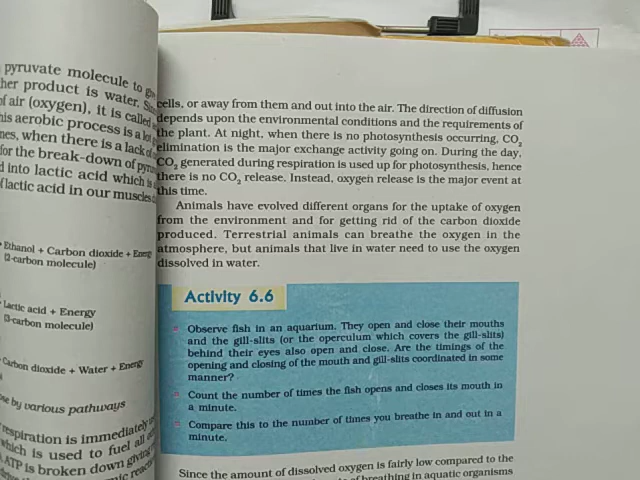 pyruvate molecule to
her product is water.
of air (oxygen), it is called
his aerobic process is a lot
nes, when there is a lack of
for the break-down of
d into lactic acid which is
f lactic acid in our muscles
Ethanol + Carbon dioxide + Energy
(2-carbon molecule)
Lactic acid + Energy
(3-carbon molecule)
Carbon dioxide + Water + Energy
by various pathways
respiration is immediately
which is used to fuel all
ATP is broken down giving
cells, or away from them and out into the air. The direction of diffusion
depends upon the environmental conditions and the requirements of
the plant. At night, when there is no photosynthesis occurring, CO₂
elimination is the major exchange activity going on. During the day,
CO₂ generated during respiration is used up for photosynthesis, hence
there is no CO₂ release. Instead, oxygen release is the major event at
this time.
Animals have evolved different organs for the uptake of oxygen
from the environment and for getting rid of the carbon dioxide
produced. Terrestrial animals can breathe the oxygen in the
atmosphere, but animals that live in water need to use the oxygen
dissolved in water.
Activity 6.6
Observe fish in an aquarium. They open and close their mouths
and the gill-slits (or the operculum which covers the gill-slits)
behind their eyes also open and close. Are the timings of the
opening and closing of the mouth and gill-slits coordinated in some
manner?
Count the number of times the fish opens and closes its mouth in
a minute.
Compare this to the number of times you breathe in and out in a
minute.
Since the amount of dissolved oxygen is fairly low compared to the
of breathing in aquatic organisms